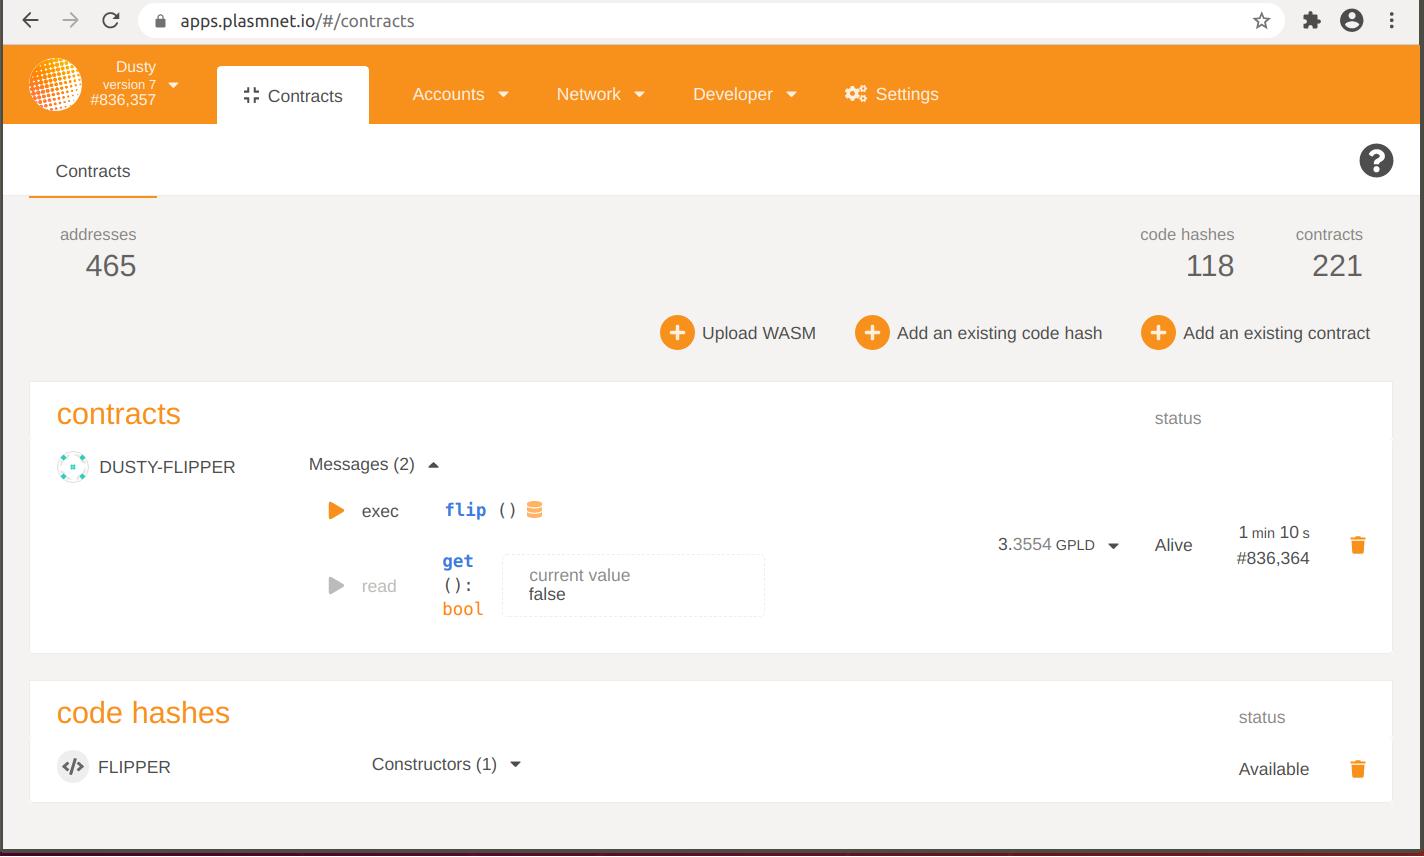 apps.plasmnet.io/#/contracts
Dusty
version 7
#836,357
Contracts
Accounts
Network
Developer
Settings
Contracts
addresses
465
code hashes
118
contracts
221
Upload WASM
Add an existing code hash
Add an existing contract
contracts
status
DUSTY-FLIPPER
Messages (2)
exec
flip ()
read
get
():
bool
current value
false
3.3554 GPLD
Alive
1 min 10 s
#836,364
code hashes
status
FLIPPER
Constructors (1)
Available